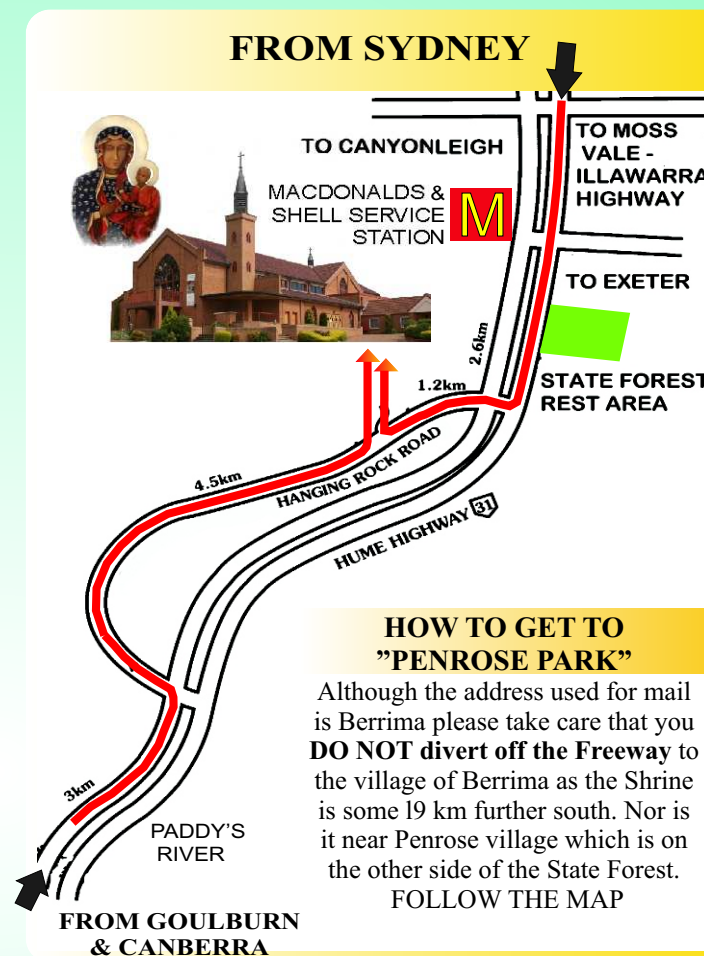 FROM SYDNEY
TO CANYONLEIGH
TO MOSS
VALE -
ILLAWARRA
HIGHWAY
MACDONALDS &
SHELL SERVICE
STATION
M
TO EXETER
2.6km
1.2km
STATE FOREST
REST AREA
4.5km
HANGING ROCK ROAD
HUME HIGHWAY 31
HOW TO GET TO
”PENROSE PARK”
Although the address used for mail
is Berrima please take care that you
DO NOT divert off the Freeway to
the village of Berrima as the Shrine
is some l9 km further south. Nor is
it near Penrose village which is on
the other side of the State Forest.
FOLLOW THE MAP
3km
PADDY’S
RIVER
FROM GOULBURN
& CANBERRA